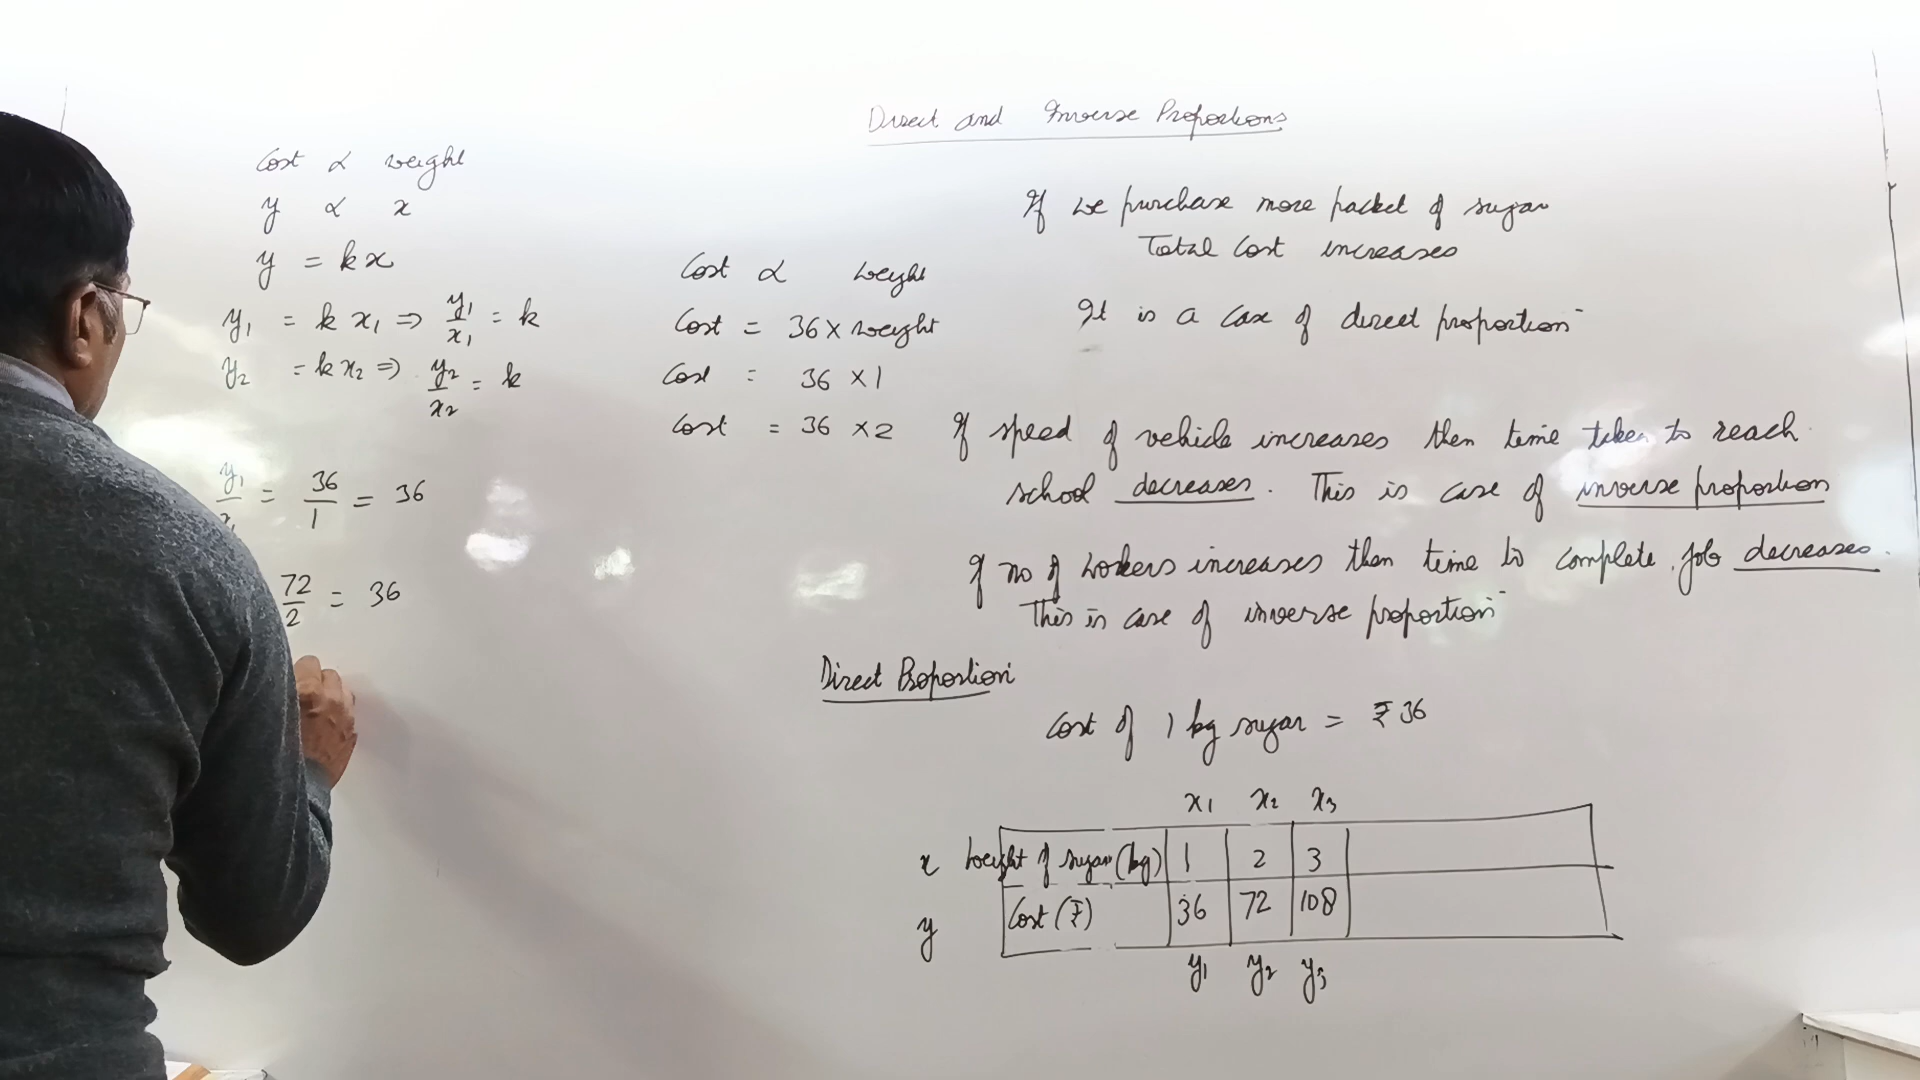 Direct and Inverse Proportions
Cost ∝ weight
y ∝ x
y = kx
y₁ = k x₁ ⇒ y₁/x₁ = k
y₂ = k x₂ ⇒ y₂/x₂ = k
y₁/x₁ = 36/1 = 36
72/2 = 36
Cost ∝ weight
Cost = 36 × weight
Cost = 36 × 1
Cost = 36 × 2
If we purchase more packet of sugar
Total Cost increases
It is a case of direct proportion
If speed of vehicle increases then time taken to reach
school decreases. This is case of inverse proportion
If no of workers increases then time to complete job decreases.
This is case of inverse proportion
Direct Proportion
Cost of 1 kg sugar = ₹ 36
x₁ x₂ x₃
x Weight of sugar (kg) 1 2 3
y Cost (₹) 36 72 108
y₁ y₂ y₃